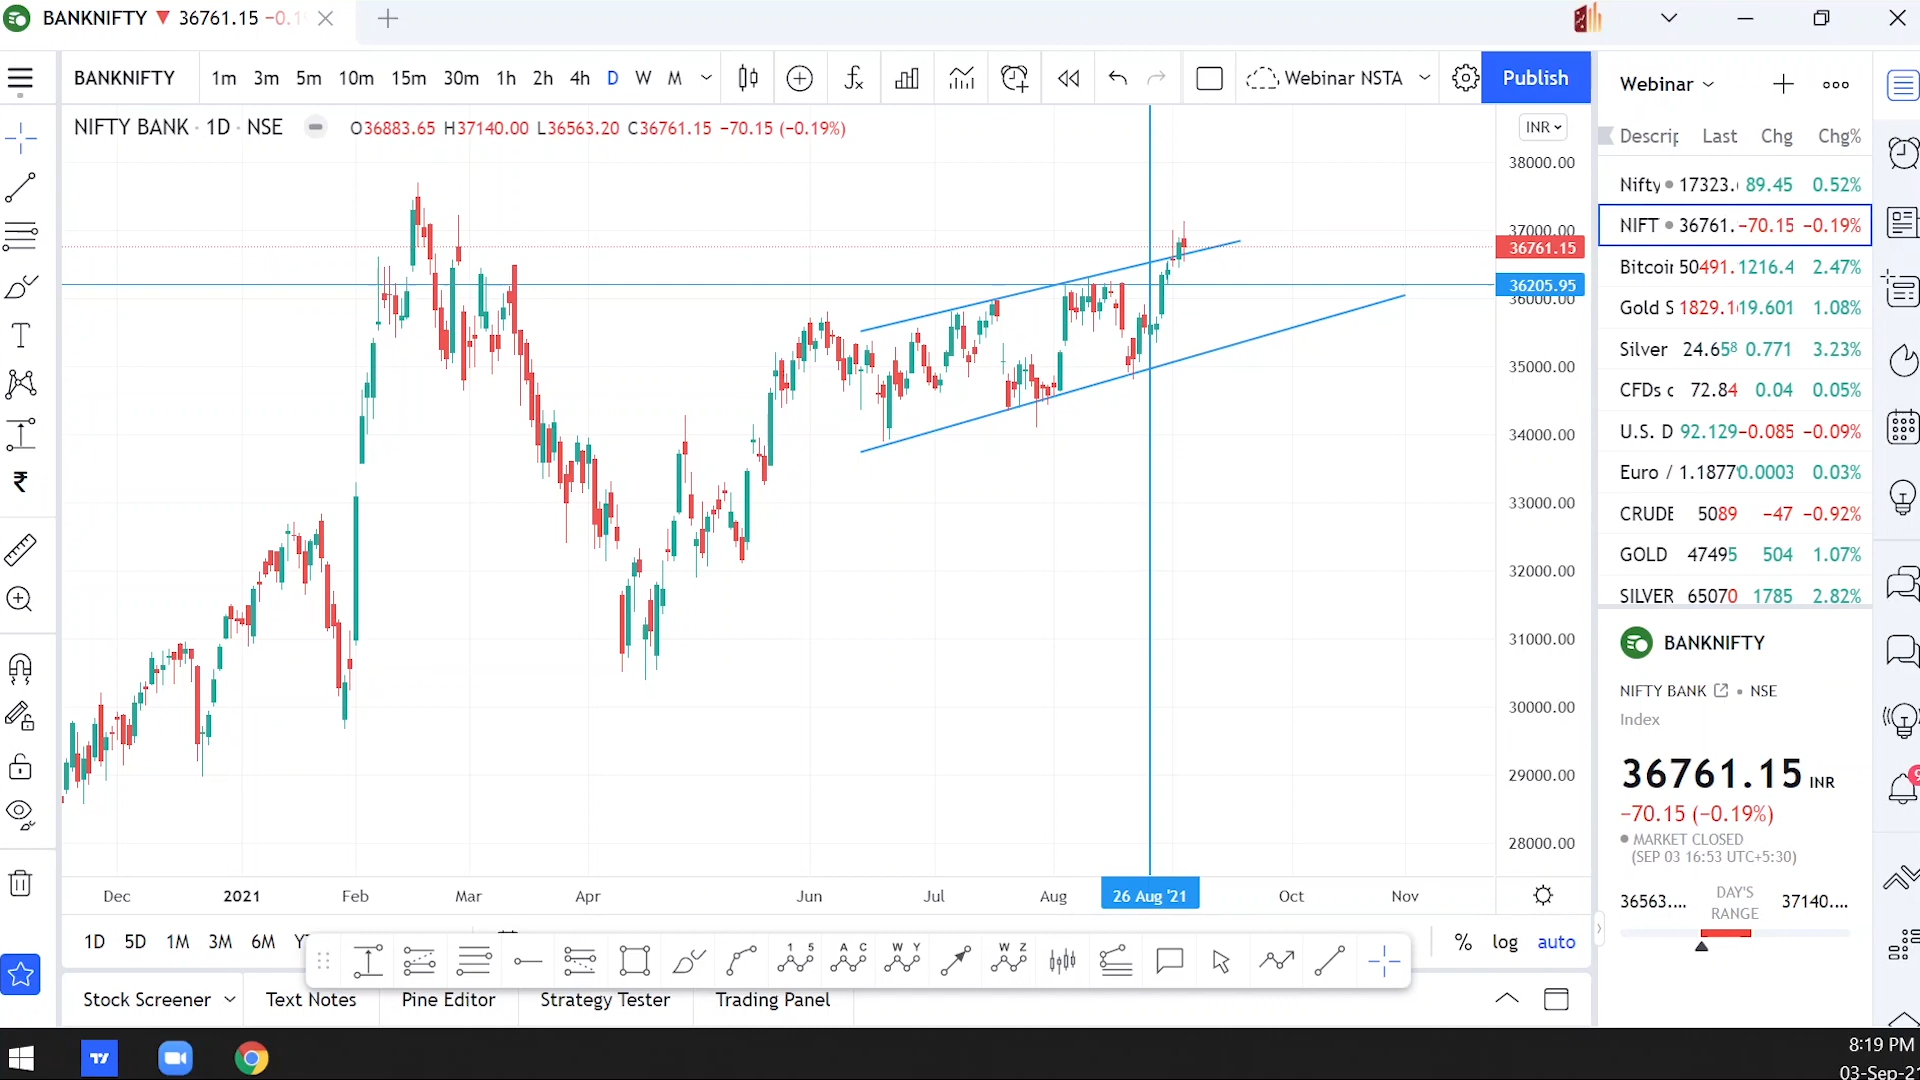 BANKNIFTY ▼ 36761.15 −0.1
BANKNIFTY 1m 3m 5m 10m 15m 30m 1h 2h 4h D W M Webinar NSTA Publish
NIFTY BANK · 1D · NSE O36883.65 H37140.00 L36563.20 C36761.15 −70.15 (−0.19%)
INR
38000.00
37000.00
36761.15
36205.95
36000.00
35000.00
34000.00
33000.00
32000.00
31000.00
30000.00
29000.00
28000.00
Dec 2021 Feb Mar Apr Jun Jul Aug 26 Aug '21 Oct Nov
1D 5D 1M 3M 6M
% log auto
1 5 A C W Y W Z
Stock Screener Text Notes Pine Editor Strategy Tester Trading Panel
Webinar
Descrip Last Chg Chg%
Nifty 17323. 89.45 0.52%
NIFT 36761. −70.15 −0.19%
Bitcoin 50491. 1216.4 2.47%
Gold S 1829.1 19.601 1.08%
Silver 24.658 0.771 3.23%
CFDs c 72.84 0.04 0.05%
U.S. D 92.129 −0.085 −0.09%
Euro / 1.1877 0.0003 0.03%
CRUDE 5089 −47 −0.92%
GOLD 47495 504 1.07%
SILVER 65070 1785 2.82%
BANKNIFTY
NIFTY BANK • NSE
Index
36761.15 INR
−70.15 (−0.19%)
MARKET CLOSED
(SEP 03 16:53 UTC+5:30)
36563.... DAY'S RANGE 37140....
8:19 PM
03-Sep-21